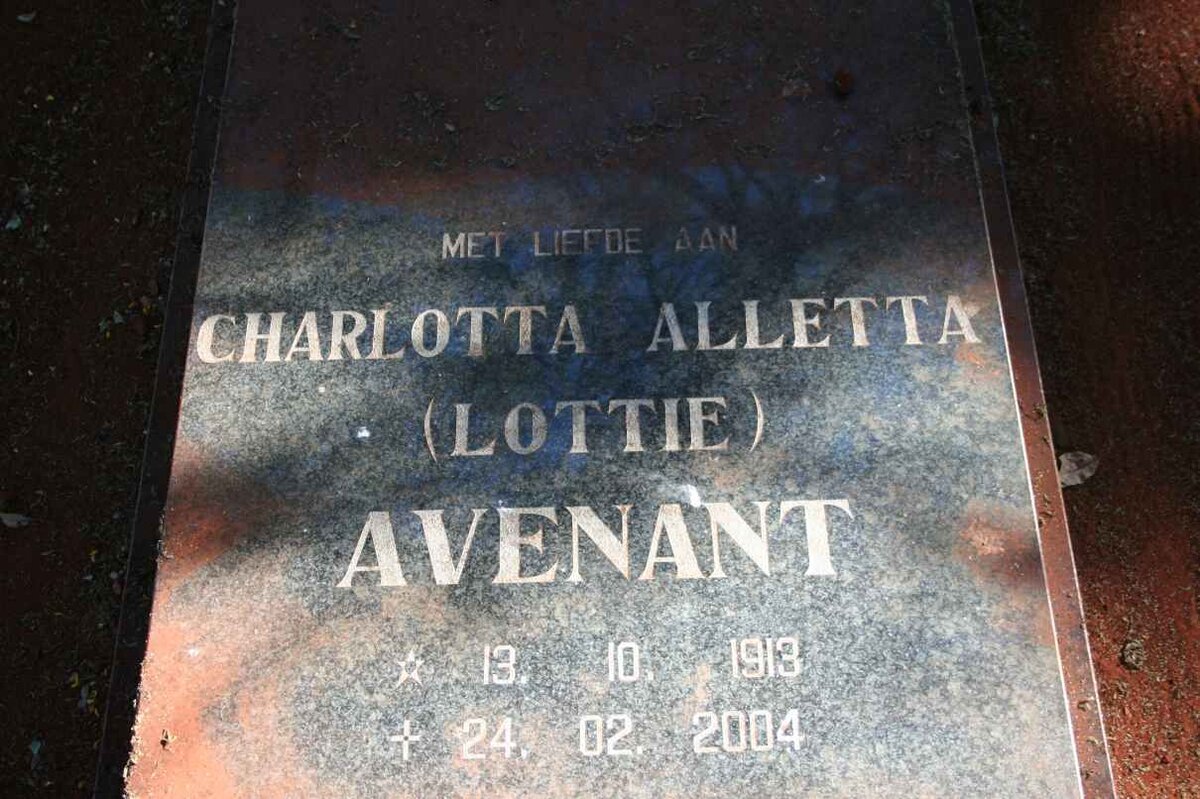 MET LIEFDE AAN
CHARLOTTA ALLETTA
(LOTTIE)
AVENANT
☆ 13. 10. 1913
+ 24. 02. 2004